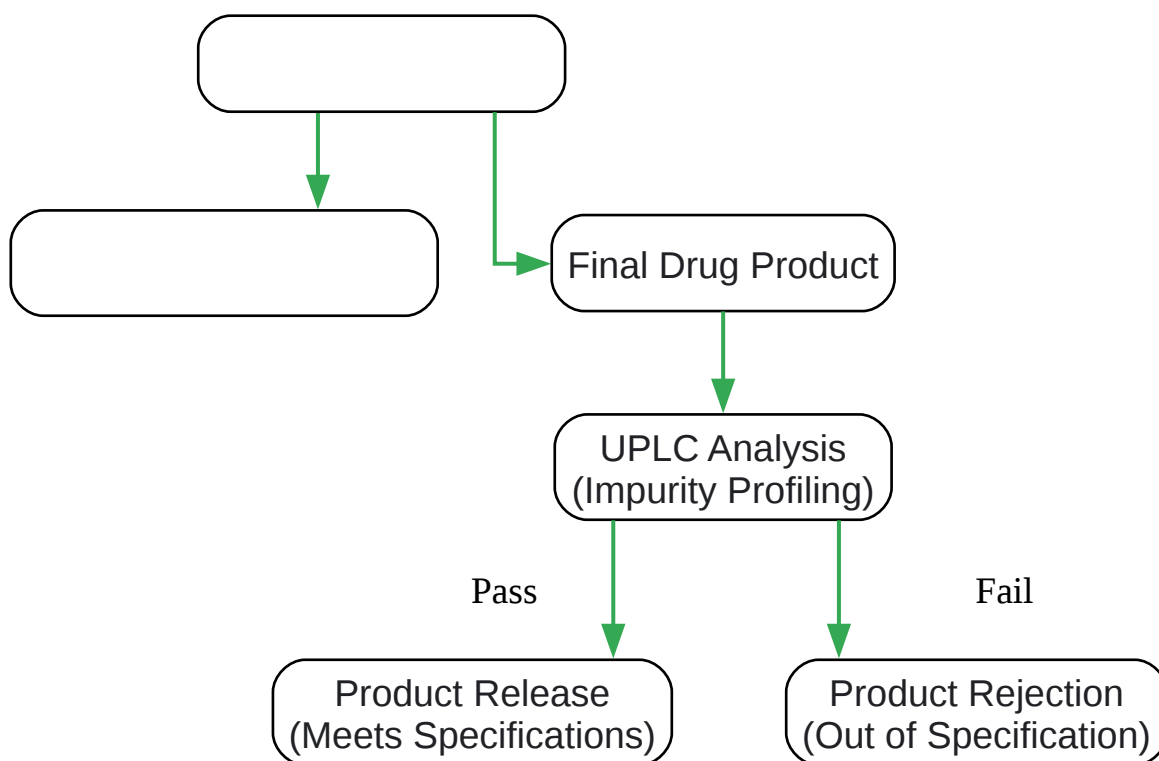 Final Drug Product
UPLC Analysis
(Impurity Profiling)
Pass
Fail
Product Release
(Meets Specifications)
Product Rejection
(Out of Specification)